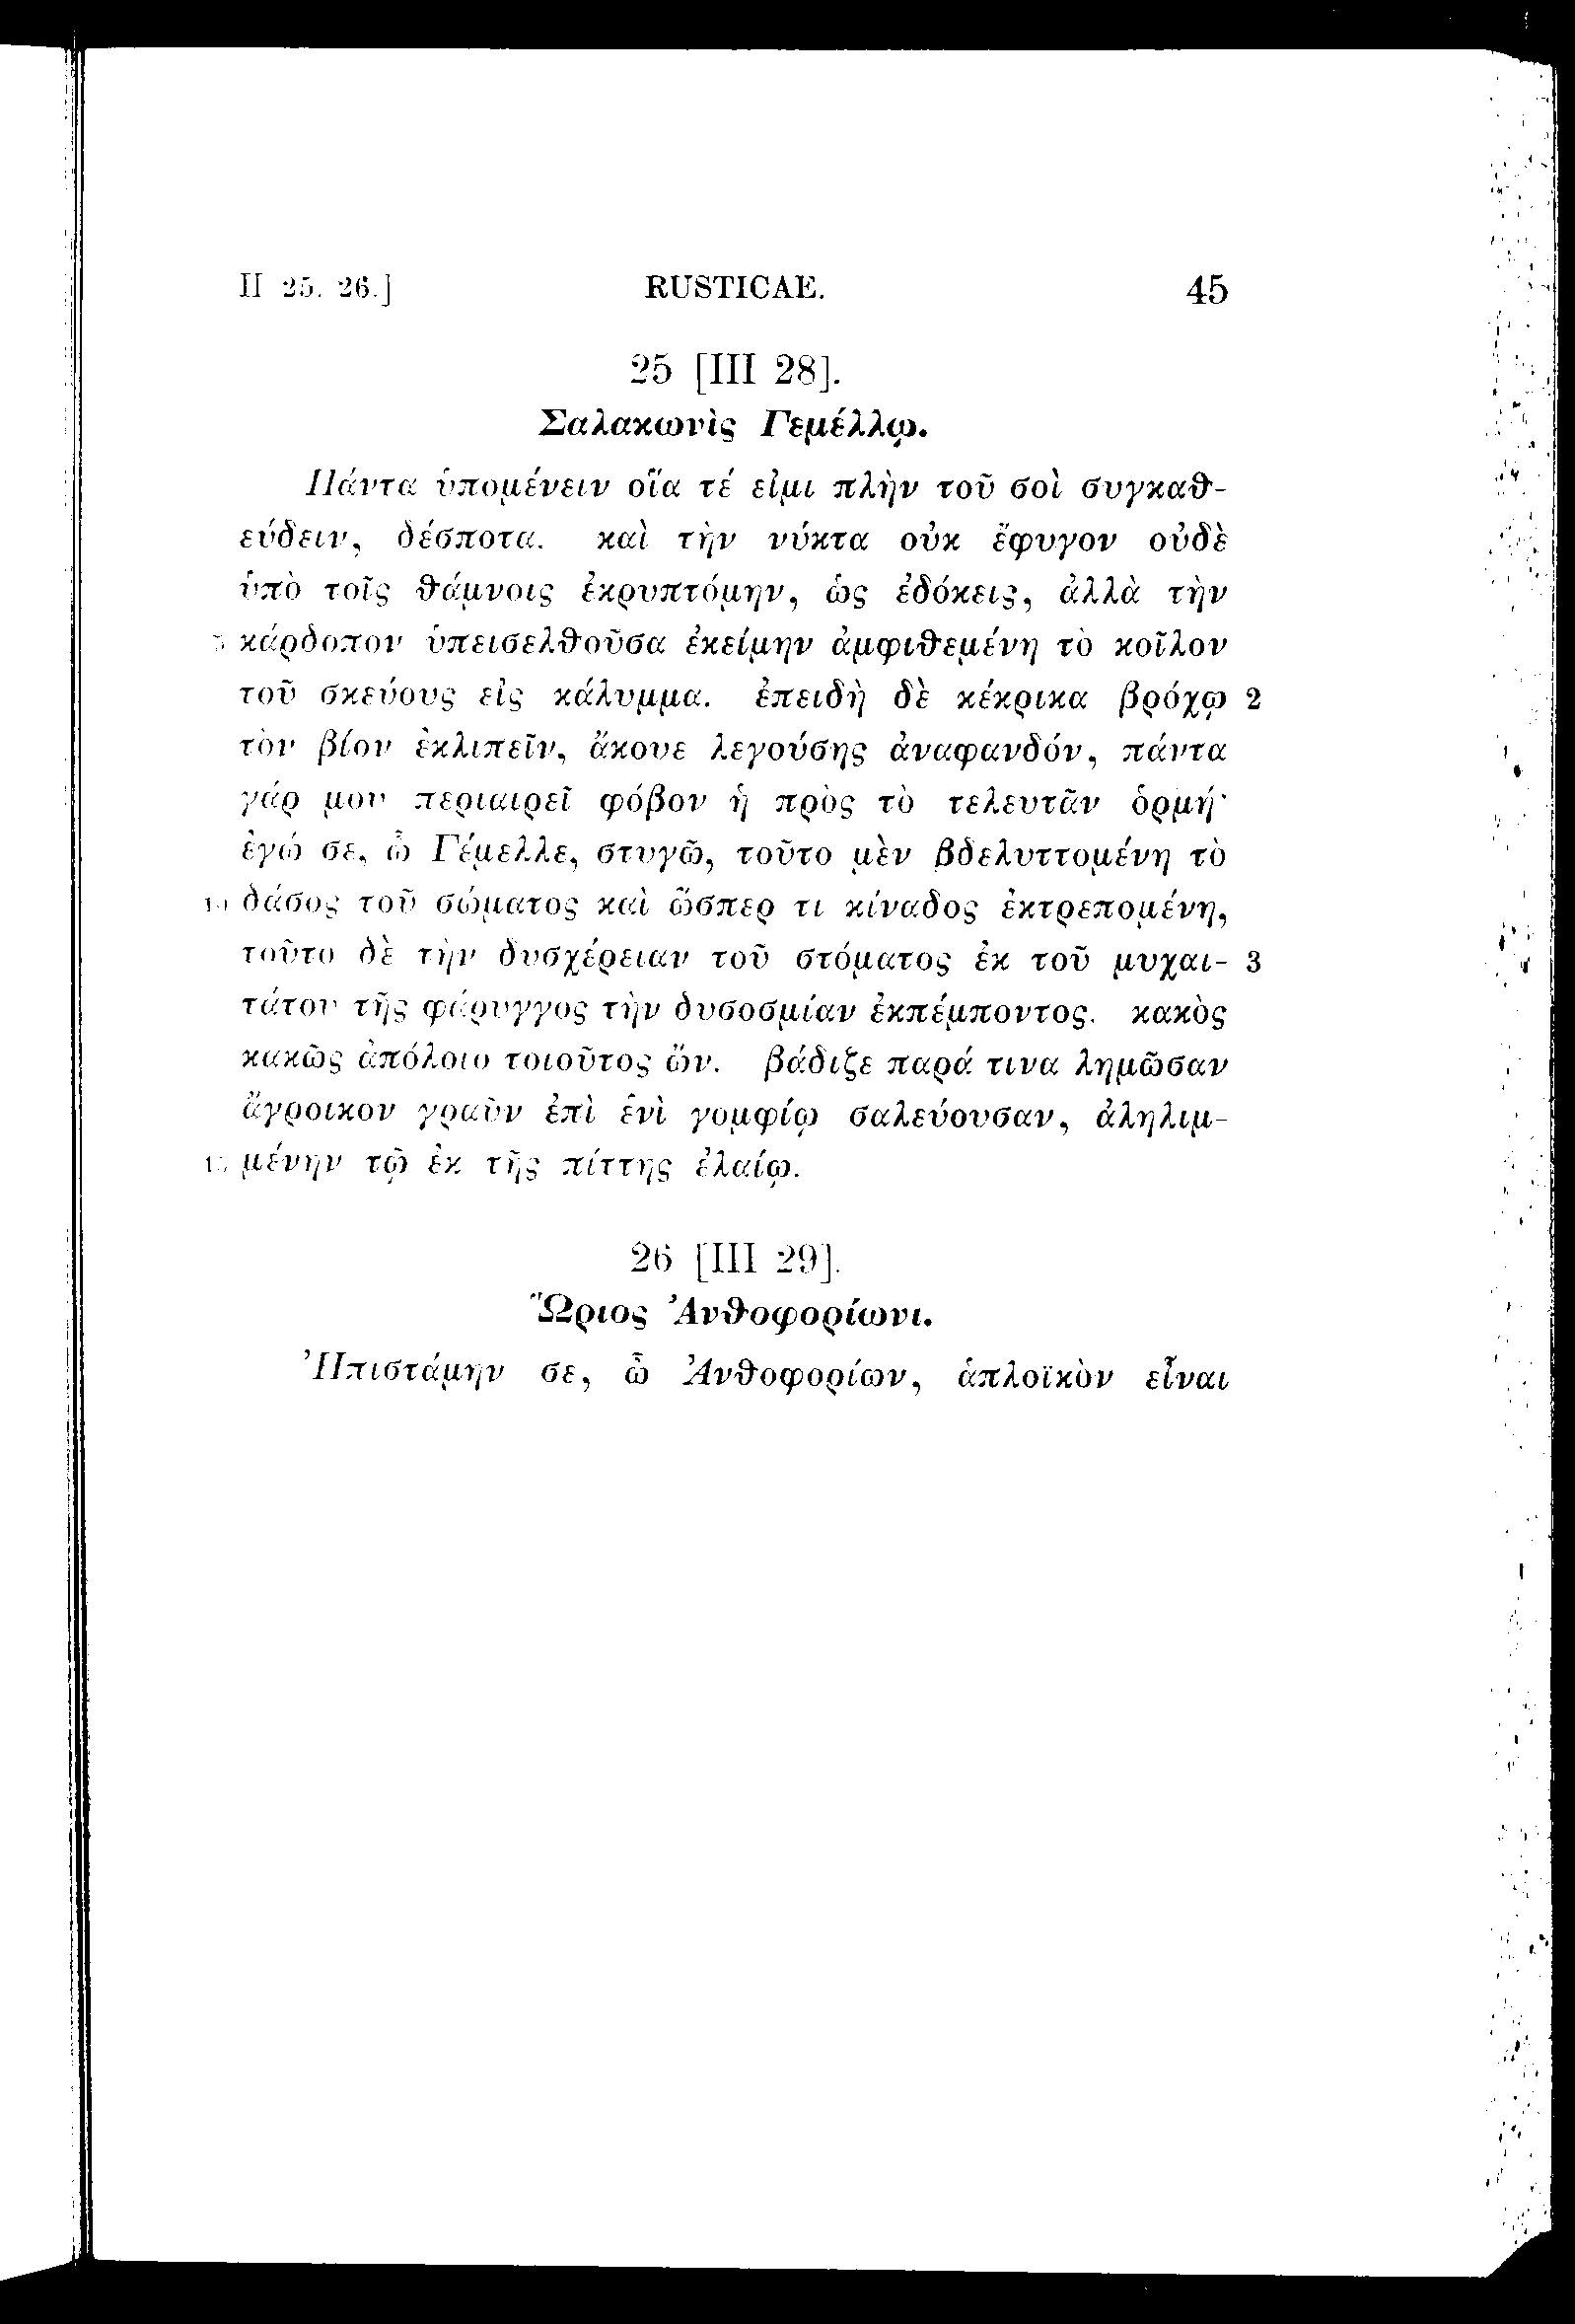 II 25. 26.] RUSTICAE. 45
25 [III 28].
Σαλακωνὶς Γεμέλλῳ.
Πάντα ὑπομένειν οἵα τέ εἰμι πλὴν τοῦ σοὶ συγκαθ-
εύδειν, δέσποτα. καὶ τὴν νύκτα οὐκ ἔφυγον οὐδὲ
ὑπὸ τοῖς θάμνοις ἐκρυπτόμην, ὡς ἐδόκεις, ἀλλὰ τὴν
5 κάρδοπον ὑπεισελθοῦσα ἐκείμην ἀμφιθεμένη τὸ κοῖλον
τοῦ σκεύους εἰς κάλυμμα. ἐπειδὴ δὲ κέκρικα βρόχῳ 2
τὸν βίον ἐκλιπεῖν, ἄκουε λεγούσης ἀναφανδόν, πάντα
γάρ μου περιαιρεῖ φόβον ἡ πρὸς τὸ τελευτᾶν ὁρμή·
ἐγώ σε, ὦ Γέμελλε, στυγῶ, τοῦτο μὲν βδελυττομένη τὸ
10 δάσος τοῦ σώματος καὶ ὥσπερ τι κίναδος ἐκτρεπομένη,
τοῦτο δὲ τὴν δυσχέρειαν τοῦ στόματος ἐκ τοῦ μυχαι- 3
τάτου τῆς φάρυγγος τὴν δυσοσμίαν ἐκπέμποντος. κακὸς
κακῶς ἀπόλοιο τοιοῦτος ὤν. βάδιζε παρά τινα λημῶσαν
ἄγροικον γραῦν ἐπὶ ἑνὶ γομφίῳ σαλεύουσαν, ἀληλιμ-
15 μένην τῷ ἐκ τῆς πίττης ἐλαίῳ.
26 [III 29].
Ὥριος Ἀνθοφορίωνι.
Ἠπιστάμην σε, ὦ Ἀνθοφορίων, ἁπλοϊκὸν εἶναι